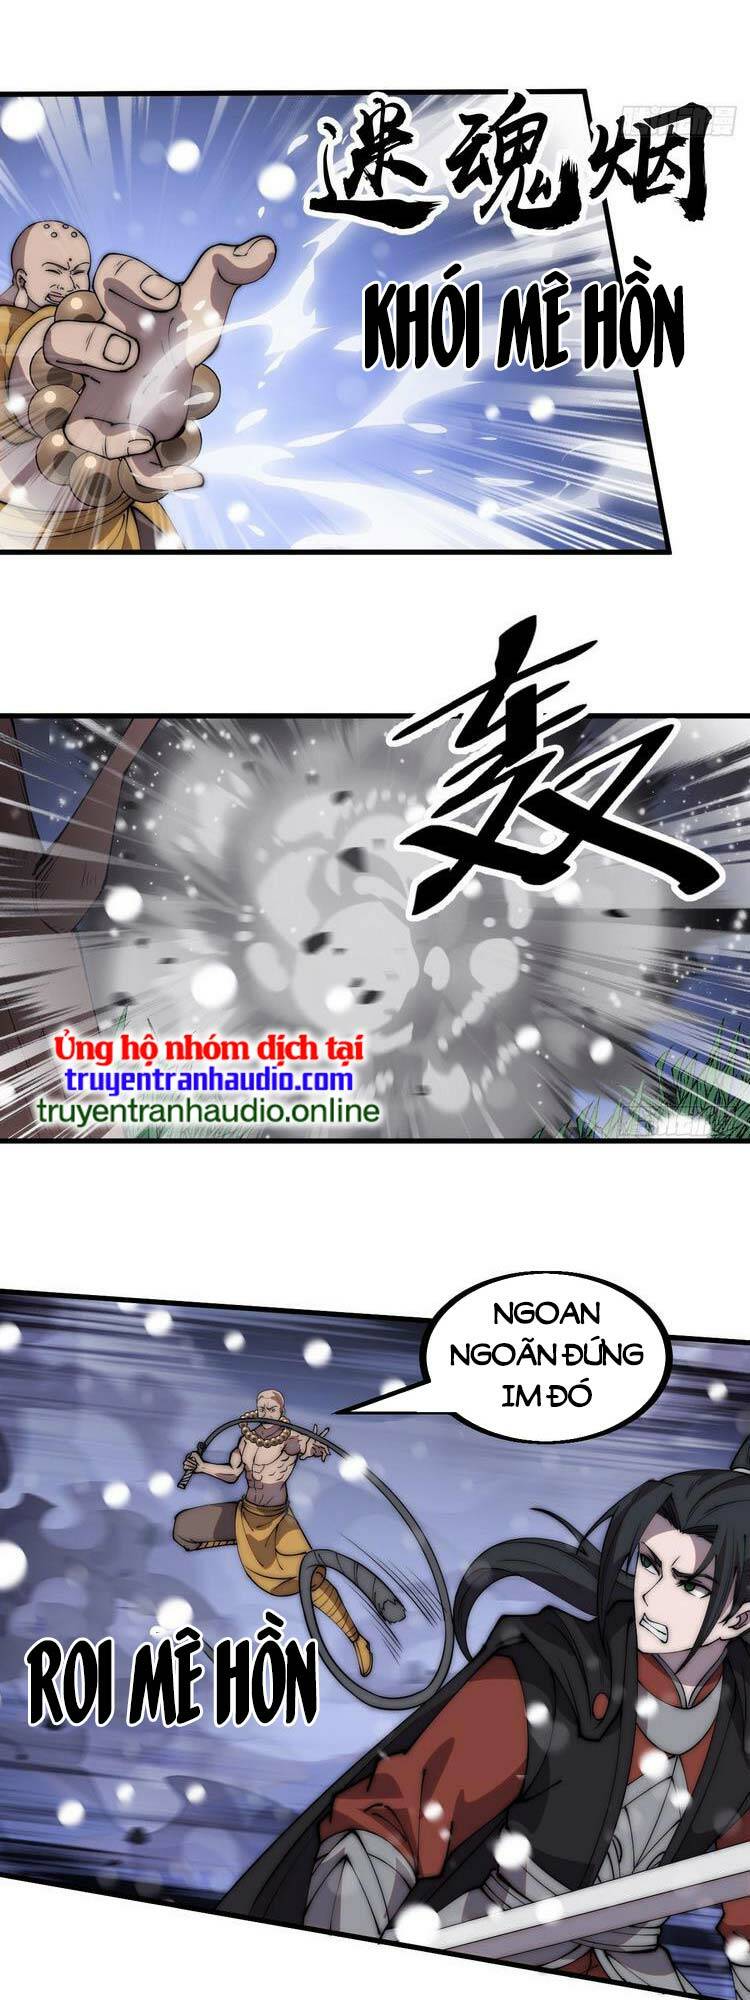 迷魂烟
KHÓI MÊ HỒN
轰
Ủng hộ nhóm dịch tại
truyentranhaudio.com
truyentranhaudio.online
NGOAN
NGOÃN ĐỨNG
IM ĐÓ
ROI MÊ HỒN